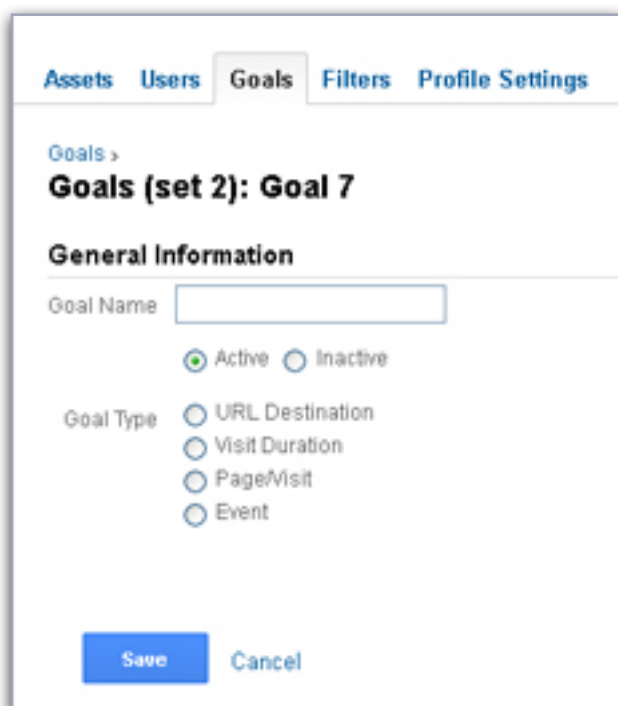 Assets Users Goals Filters Profile Settings
Goals ›
Goals (set 2): Goal 7
General Information
Goal Name
Active Inactive
Goal Type URL Destination
Visit Duration
Page/Visit
Event
Save Cancel